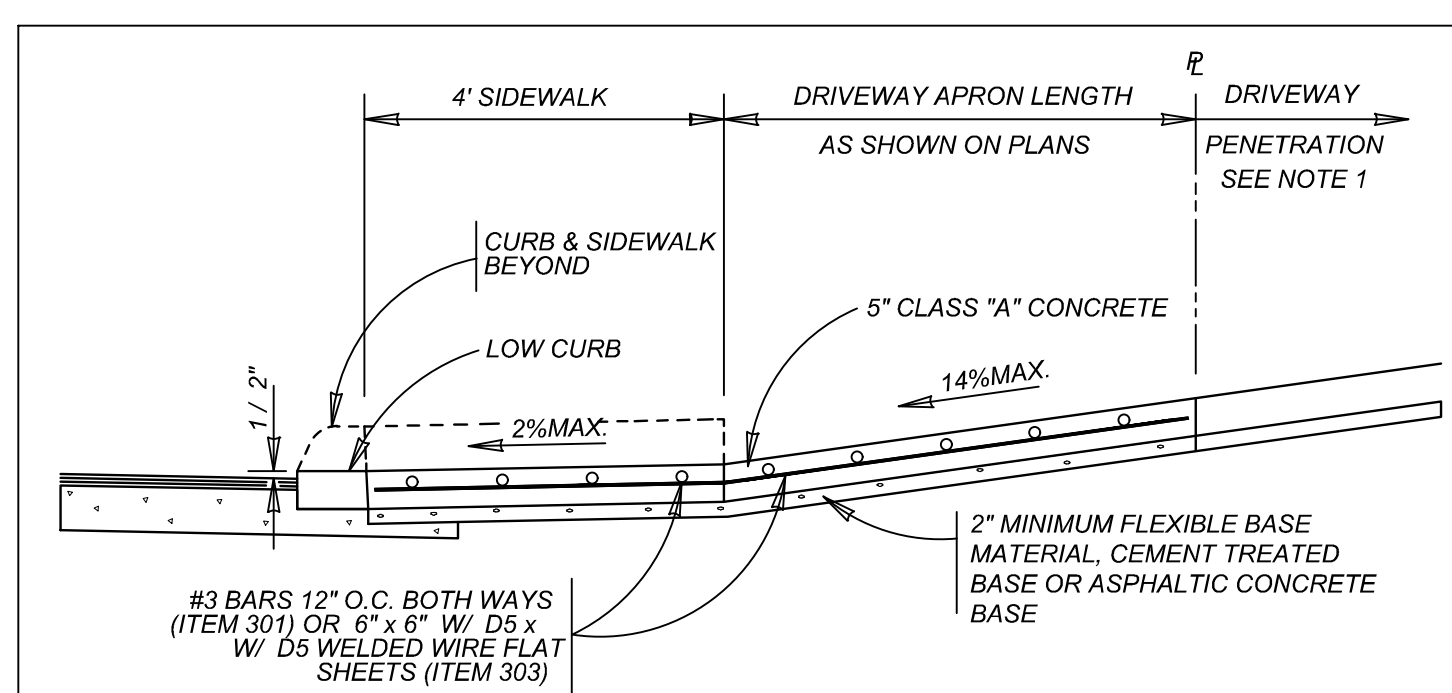 ℄
4' SIDEWALK
DRIVEWAY APRON LENGTH
AS SHOWN ON PLANS
DRIVEWAY
PENETRATION
SEE NOTE 1
CURB & SIDEWALK
BEYOND
5" CLASS "A" CONCRETE
LOW CURB
1 / 2"
14%MAX.
2%MAX.
2" MINIMUM FLEXIBLE BASE
MATERIAL, CEMENT TREATED
BASE OR ASPHALTIC CONCRETE
BASE
#3 BARS 12" O.C. BOTH WAYS
(ITEM 301) OR 6" x 6" W/ D5 x
W/ D5 WELDED WIRE FLAT
SHEETS (ITEM 303)